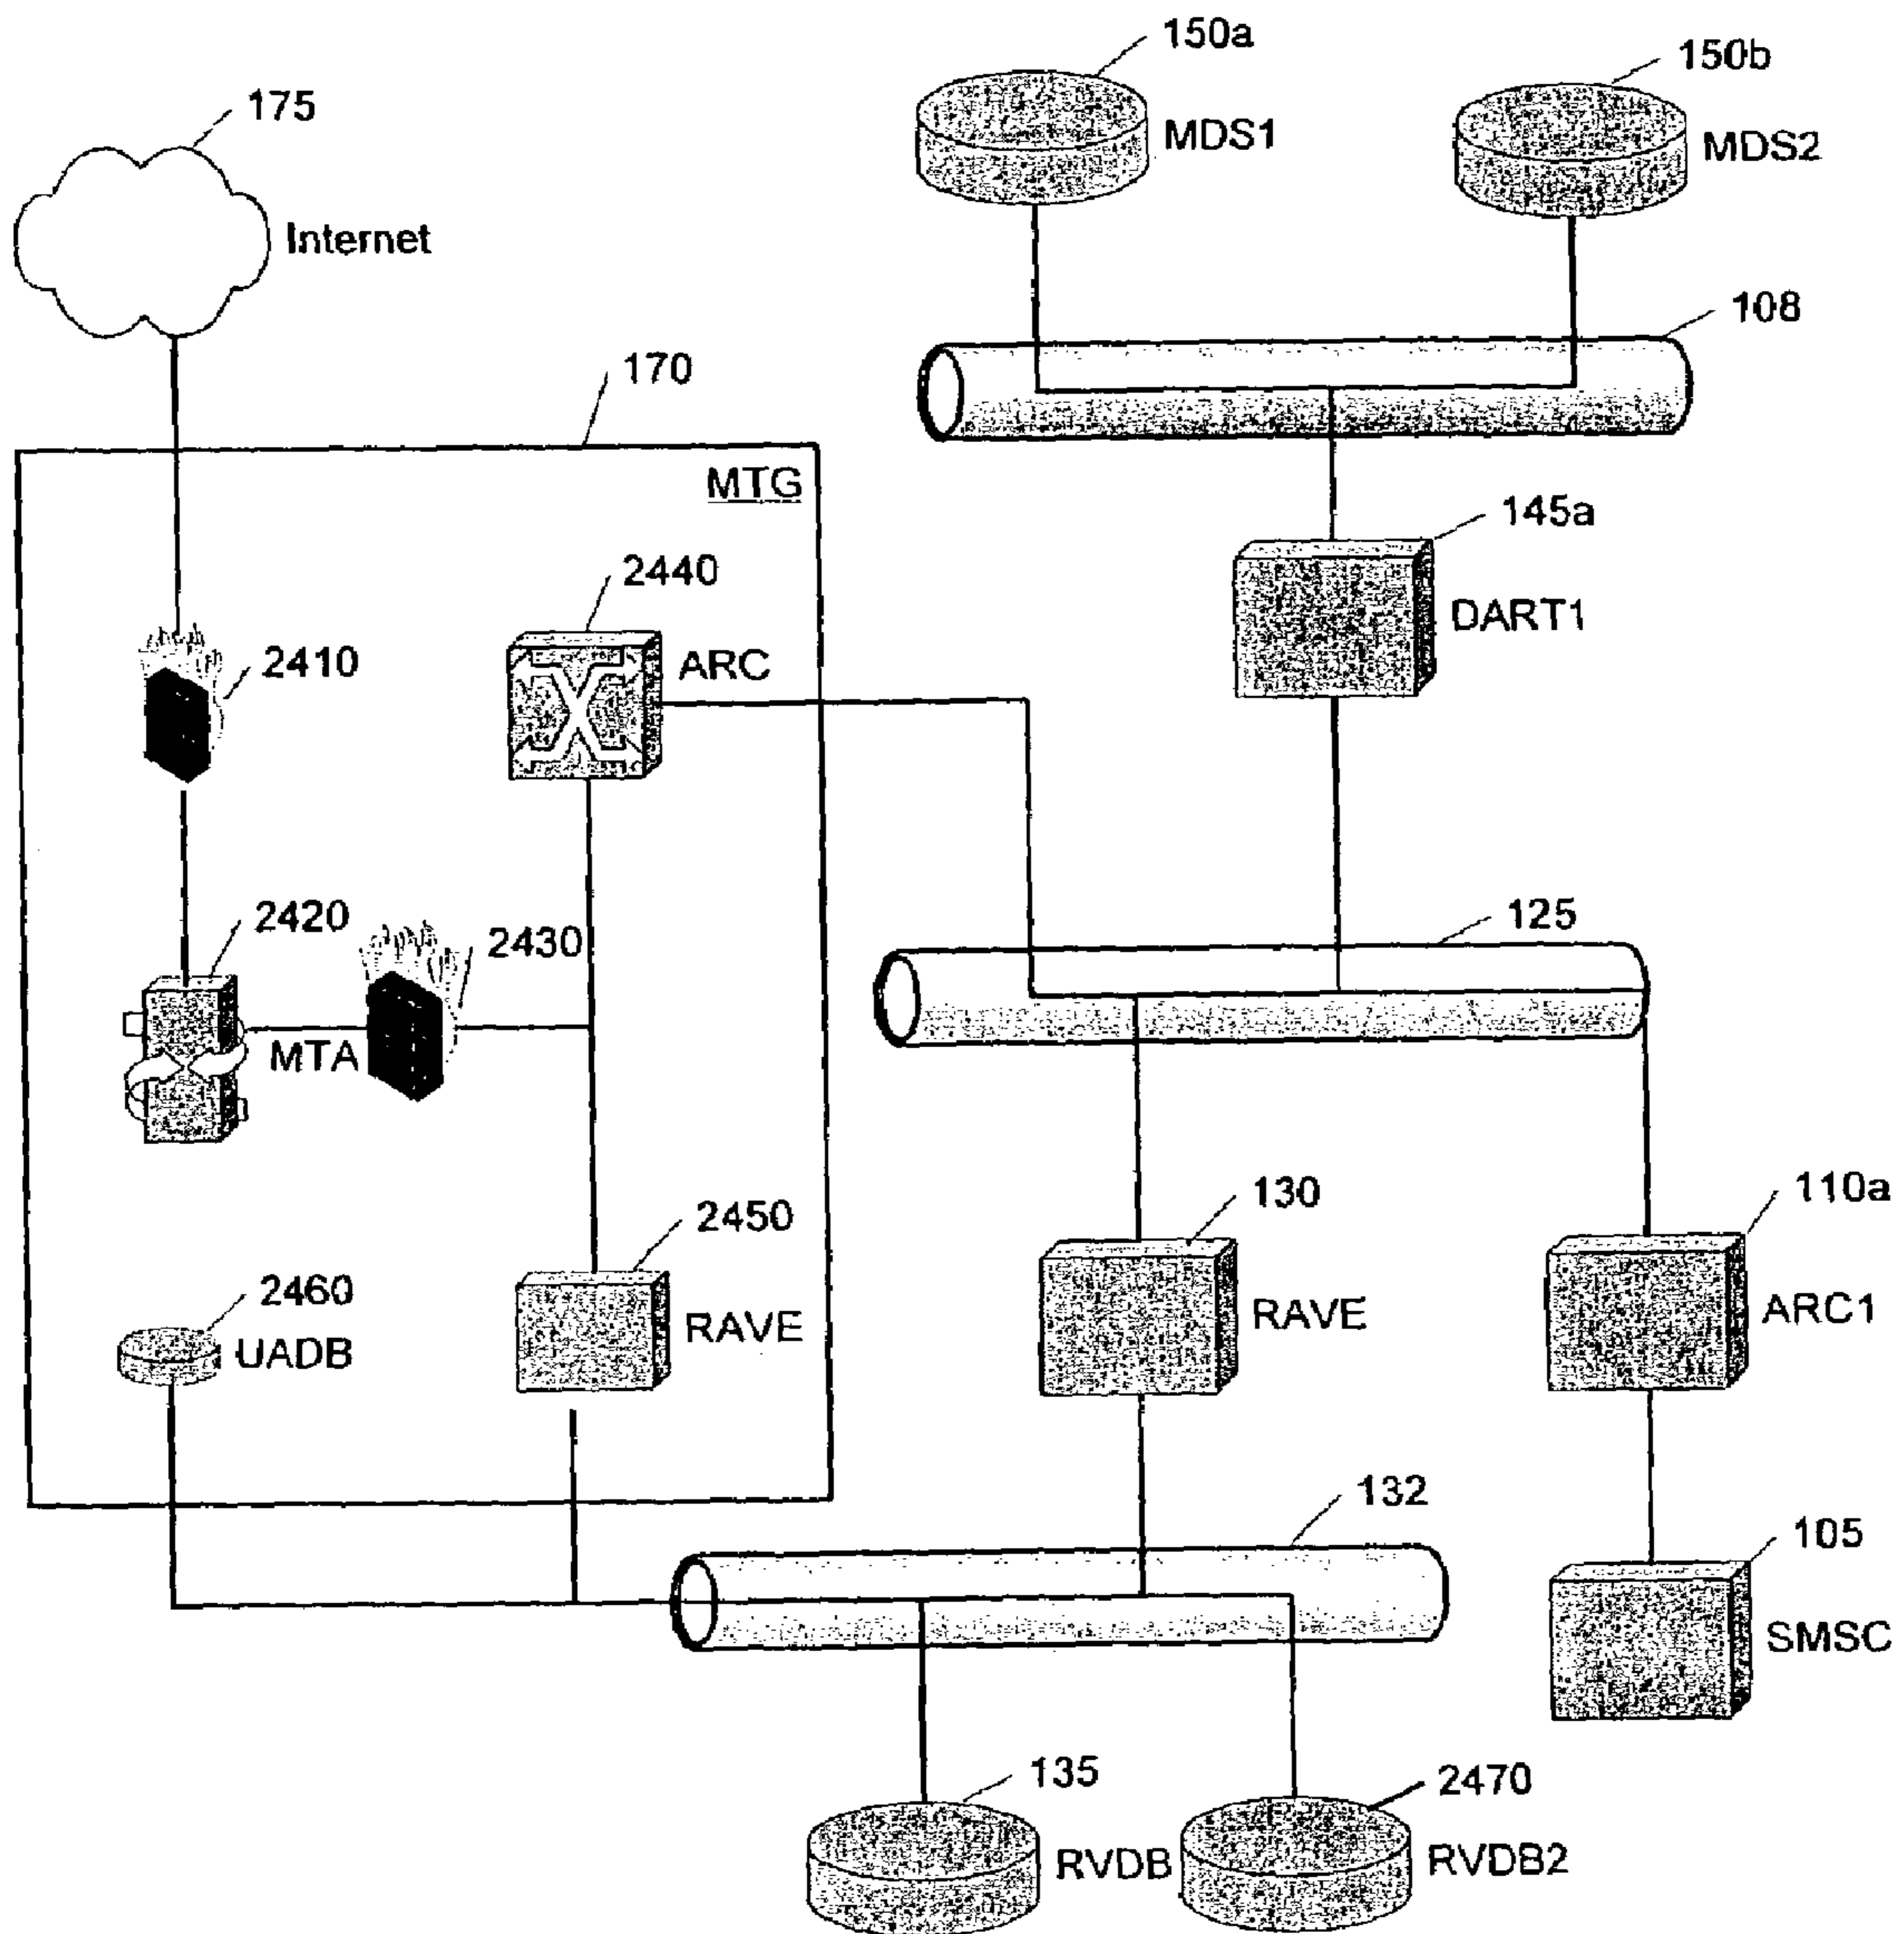 150a
150b
175
MDS1
MDS2
Internet
108
170
MTG
145a
2440
DART1
ARC
2410
125
2420
2430
MTA
130
110a
2450
2460
RAVE
RAVE
ARC1
UADB
132
105
SMSC
135
2470
RVDB
RVDB2